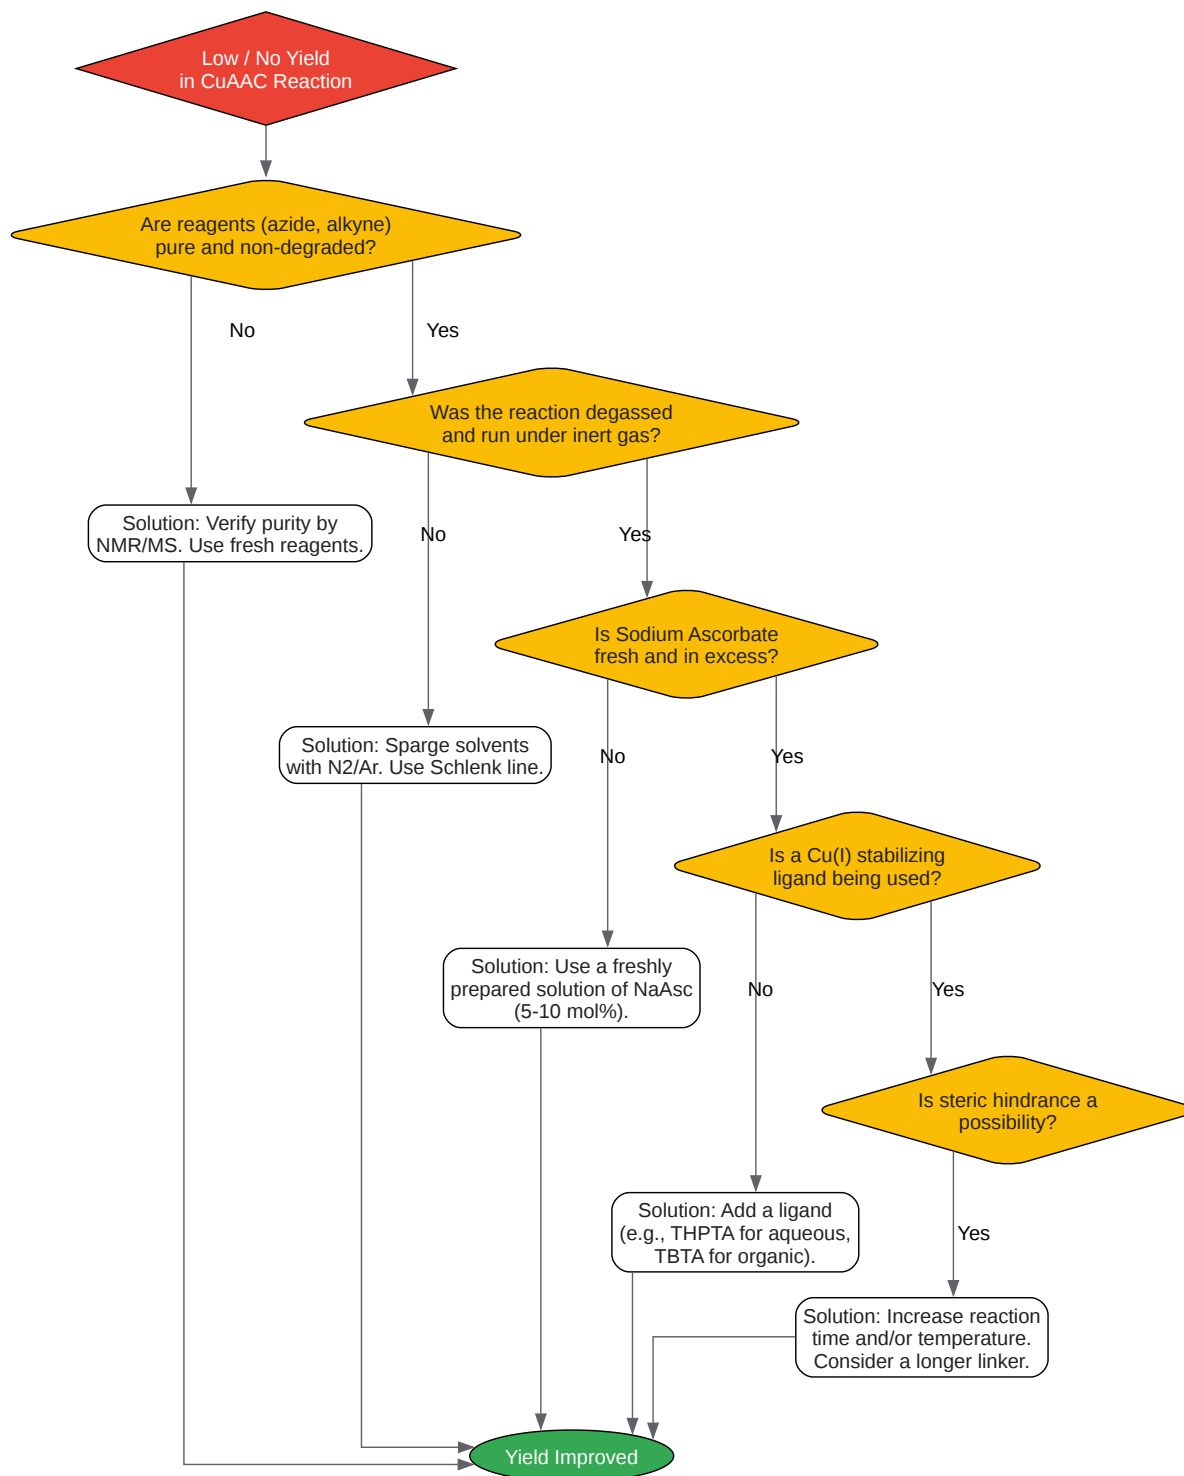 Low / No Yield
in CuAAC Reaction
Are reagents (azide, alkyne)
pure and non-degraded?
No
Yes
Was the reaction degassed
and run under inert gas?
Solution: Verify purity by
NMR/MS. Use fresh reagents.
No
Yes
Is Sodium Ascorbate
fresh and in excess?
Solution: Sparge solvents
with N2/Ar. Use Schlenk line.
No
Yes
Is a Cu(I) stabilizing
ligand being used?
Solution: Use a freshly
prepared solution of NaAsc
(5-10 mol%).
No
Yes
Is steric hindrance a
possibility?
Solution: Add a ligand
(e.g., THPTA for aqueous,
TBTA for organic).
Yes
Solution: Increase reaction
time and/or temperature.
Consider a longer linker.
Yield Improved